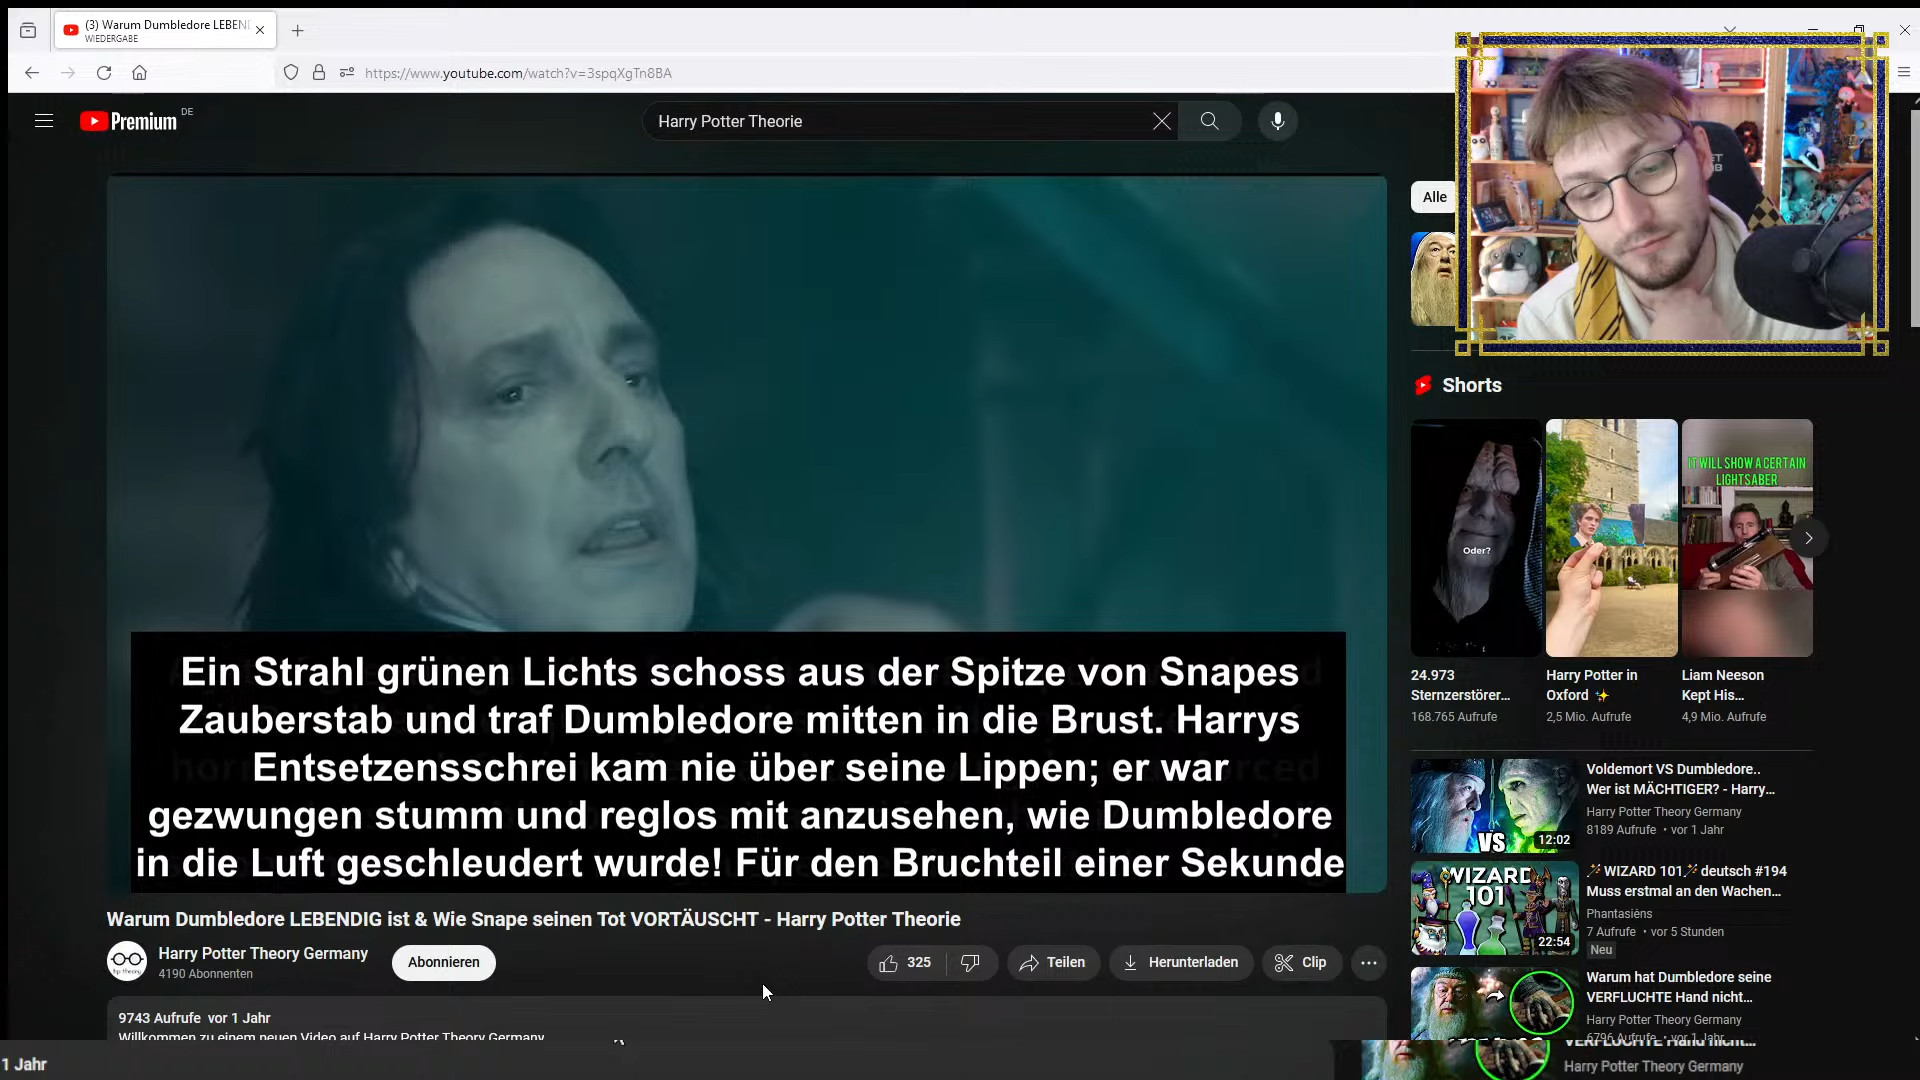 (3) Warum Dumbledore LEBEN
WIEDERGABE
https://www.youtube.com/watch?v=3spqXgTn8BA
Premium DE
Harry Potter Theorie
Alle
Ein Strahl grünen Lichts schoss aus der Spitze von Snapes
Zauberstab und traf Dumbledore mitten in die Brust. Harrys
Entsetzensschrei kam nie über seine Lippen; er war
gezwungen stumm und reglos mit anzusehen, wie Dumbledore
in die Luft geschleudert wurde! Für den Bruchteil einer Sekunde
Warum Dumbledore LEBENDIG ist & Wie Snape seinen Tot VORTÄUSCHT - Harry Potter Theorie
Harry Potter Theory Germany
4190 Abonnenten
Abonnieren
325
Teilen
Herunterladen
Clip
9743 Aufrufe vor 1 Jahr
Willkommen zu einem neuen Video auf Harry Potter Theory Germany
1 Jahr
Shorts
Oder?
IT WILL SHOW A CERTAIN
LIGHTSABER
24.973
Sternzerstörer...
168.765 Aufrufe
Harry Potter in
Oxford ✨
2,5 Mio. Aufrufe
Liam Neeson
Kept His...
4,9 Mio. Aufrufe
VS
12:02
Voldemort VS Dumbledore..
Wer ist MÄCHTIGER? - Harry...
Harry Potter Theory Germany
8189 Aufrufe • vor 1 Jahr
WIZARD
101
22:54
🪄WIZARD 101🪄 deutsch #194
Muss erstmal an den Wachen...
Phantasiêns
7 Aufrufe • vor 5 Stunden
Neu
Warum hat Dumbledore seine
VERFLUCHTE Hand nicht...
Harry Potter Theory Germany
6796 Aufrufe • vor 1 Jahr
VERFLUCHTE Hand nicht...
Harry Potter Theory Germany